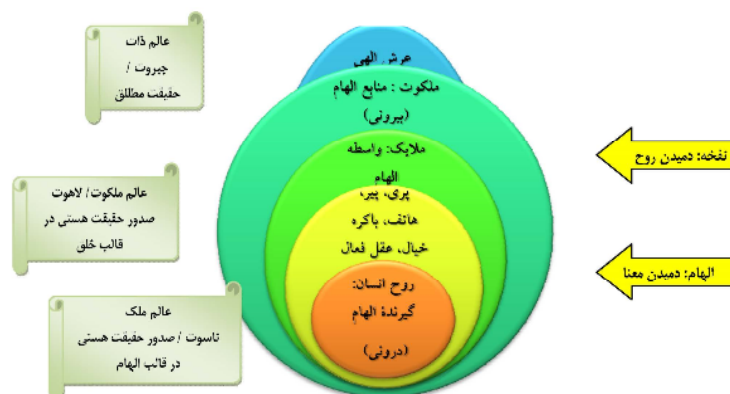 عالم ذات
جبروت /
حقیقت مطلق
عرش الهی
ملکوت : منابع الهام
(بیرونی)
ملایک: واسطه
الهام
پری، پیر،
هاتف، باکره
خیال، عقل فعال
روح انسان:
گیرندۀ الهام
(درونی)
نفخه: دمیدن روح
الهام: دمیدن معنا
عالم ملکوت/ لاهوت
صدور حقیقت هستی در
قالب خلق
عالم ملک
ناسوت / صدور حقیقت هستی
در قالب الهام